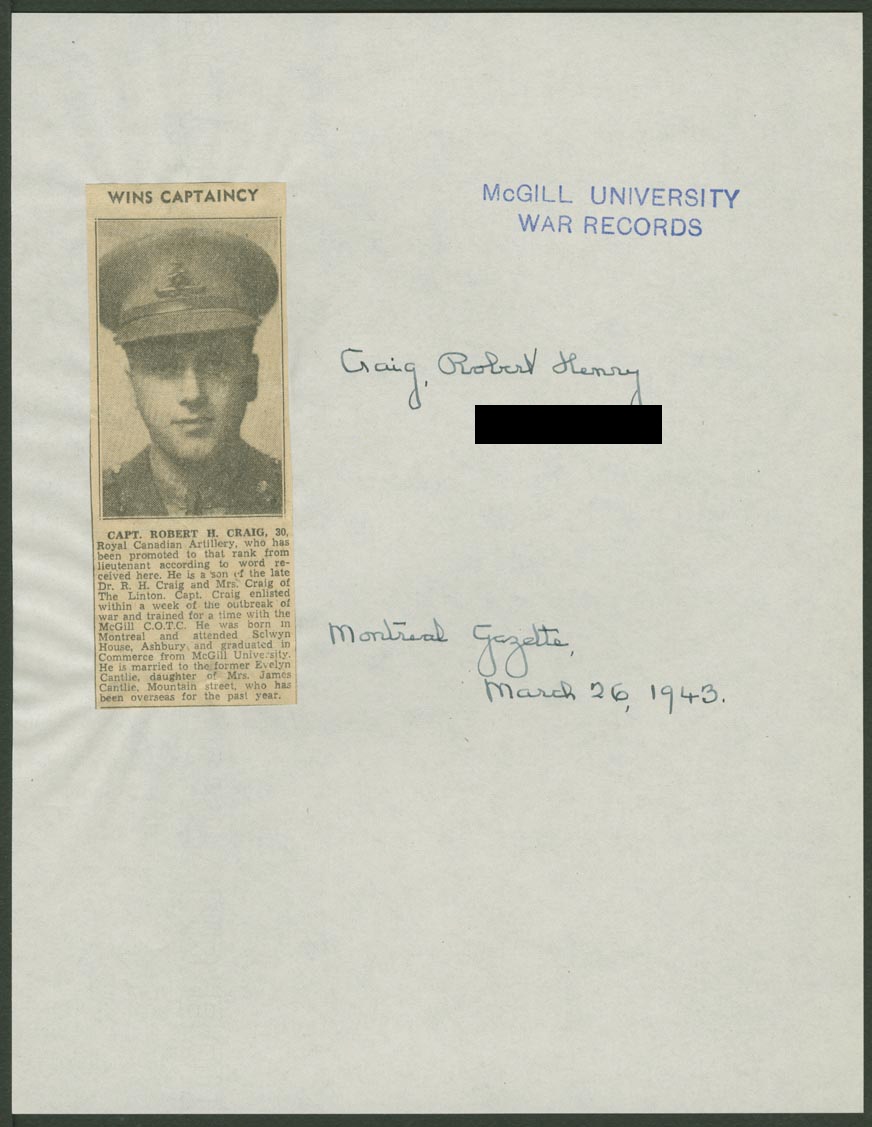 WINS CAPTAINCY
McGILL UNIVERSITY
WAR RECORDS
Craig, Robert Henry
CAPT. ROBERT H. CRAIG, 30,
Royal Canadian Artillery, who has
been promoted to that rank from
lieutenant according to word re-
ceived here. He is a son of the late
Dr. R. H. Craig and Mrs. Craig of
The Linton. Capt. Craig enlisted
within a week of the outbreak of
war and trained for a time with the
McGill C.O.T.C. He was born in
Montreal and attended Selwyn
House, Ashbury and graduated in
Commerce from McGill University.
He is married to the former Evelyn
Cantlie, daughter of Mrs. James
Cantlie, Mountain street, who has
been overseas for the past year.
Montreal Gazette,
March 26, 1943.